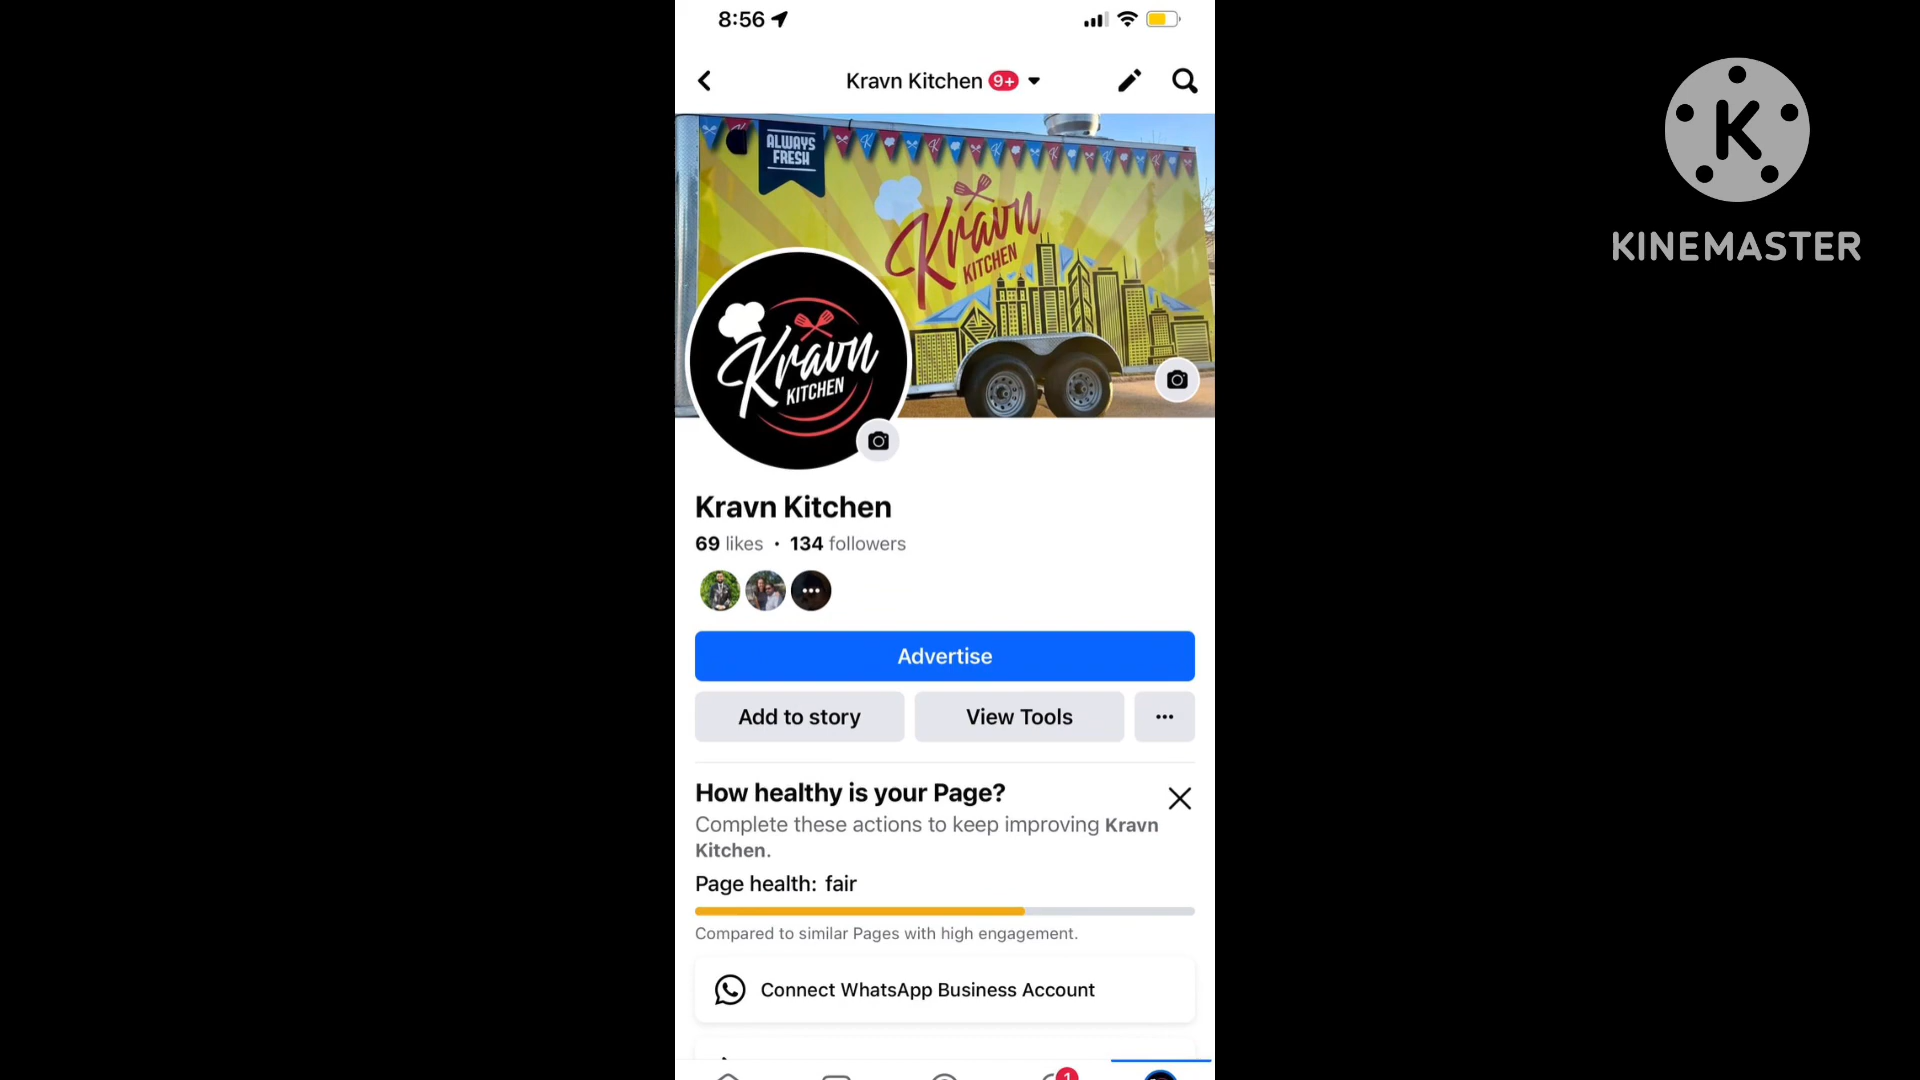 8:56
Kravn Kitchen 9+
ALWAYS
FRESH
Kravn
KITCHEN
Kravn
KITCHEN
Kravn Kitchen
69 likes • 134 followers
Advertise
Add to story
View Tools
How healthy is your Page?
Complete these actions to keep improving Kravn
Kitchen.
Page health: fair
Compared to similar Pages with high engagement.
Connect WhatsApp Business Account
1
K
KINEMASTER